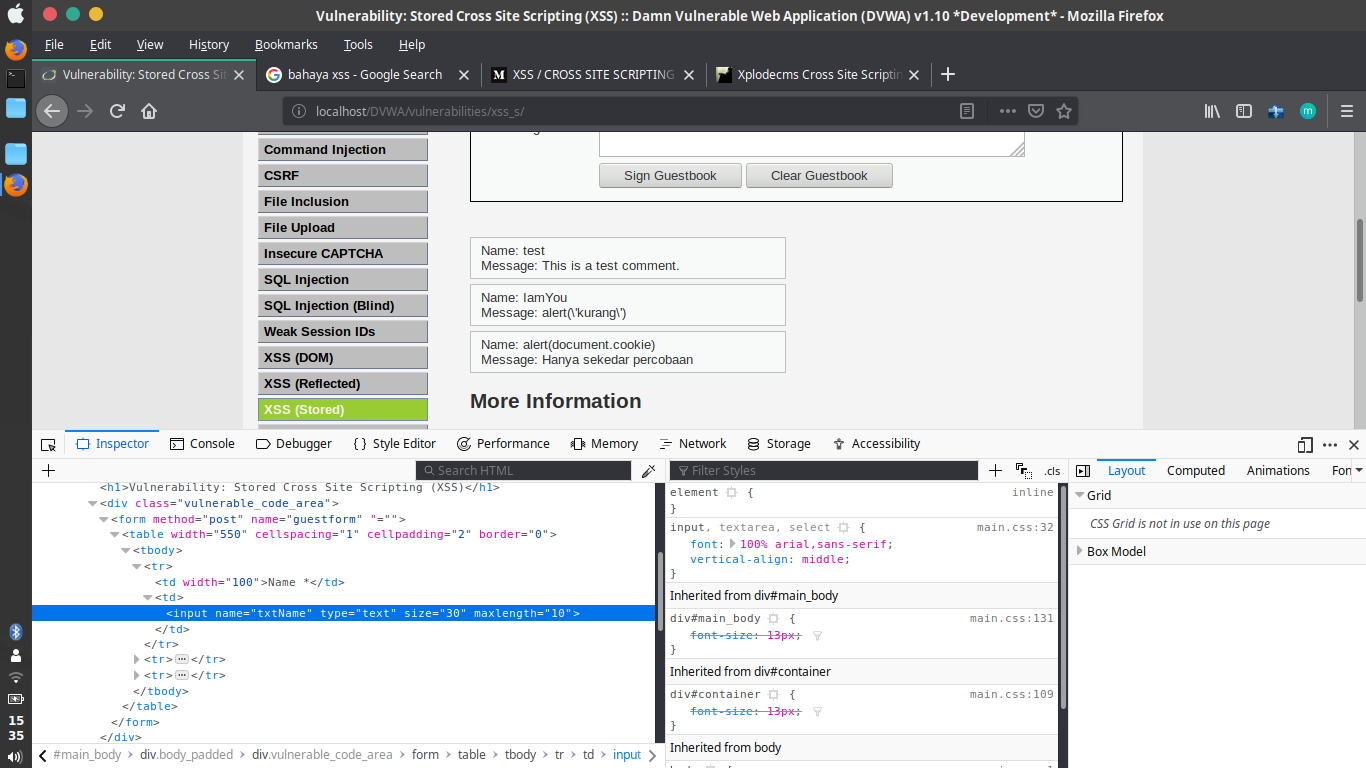 Vulnerability: Stored Cross Site Scripting (XSS) :: Damn Vulnerable Web Application (DVWA) v1.10 *Development* - Mozilla Firefox
File Edit View History Bookmarks Tools Help
Vulnerability: Stored Cross Si
bahaya xss - Google Search
M XSS / CROSS SITE SCRIPTING
Xplodecms Cross Site Scriptin
localhost/DVWA/vulnerabilities/xss_s/
m
Command Injection
CSRF
File Inclusion
File Upload
Insecure CAPTCHA
SQL Injection
SQL Injection (Blind)
Weak Session IDs
XSS (DOM)
XSS (Reflected)
XSS (Stored)
Sign Guestbook Clear Guestbook
Name: test
Message: This is a test comment.
Name: IamYou
Message: alert(\'kurang\')
Name: alert(document.cookie)
Message: Hanya sekedar percobaan
More Information
Inspector Console Debugger Style Editor Performance Memory Network Storage Accessibility
Search HTML
<h1>Vulnerability: Stored Cross Site Scripting (XSS)</h1>
<div class="vulnerable_code_area">
<form method="post" name="guestform" "="">
<table width="550" cellspacing="1" cellpadding="2" border="0">
<tbody>
<tr>
<td width="100">Name *</td>
<td>
<input name="txtName" type="text" size="30" maxlength="10">
</td>
</tr>
<tr>…</tr>
<tr>…</tr>
</tbody>
</table>
</form>
</div>
#main_body > div.body_padded > div.vulnerable_code_area > form > table > tbody > tr > td > input
Filter Styles
.cls
element { inline
}
input, textarea, select { main.css:32
font: 100% arial,sans-serif;
vertical-align: middle;
}
Inherited from div#main_body
div#main_body { main.css:131
font-size: 13px;
}
Inherited from div#container
div#container { main.css:109
font-size: 13px;
}
Inherited from body
Layout Computed Animations Fon
Grid
CSS Grid is not in use on this page
Box Model
15
35